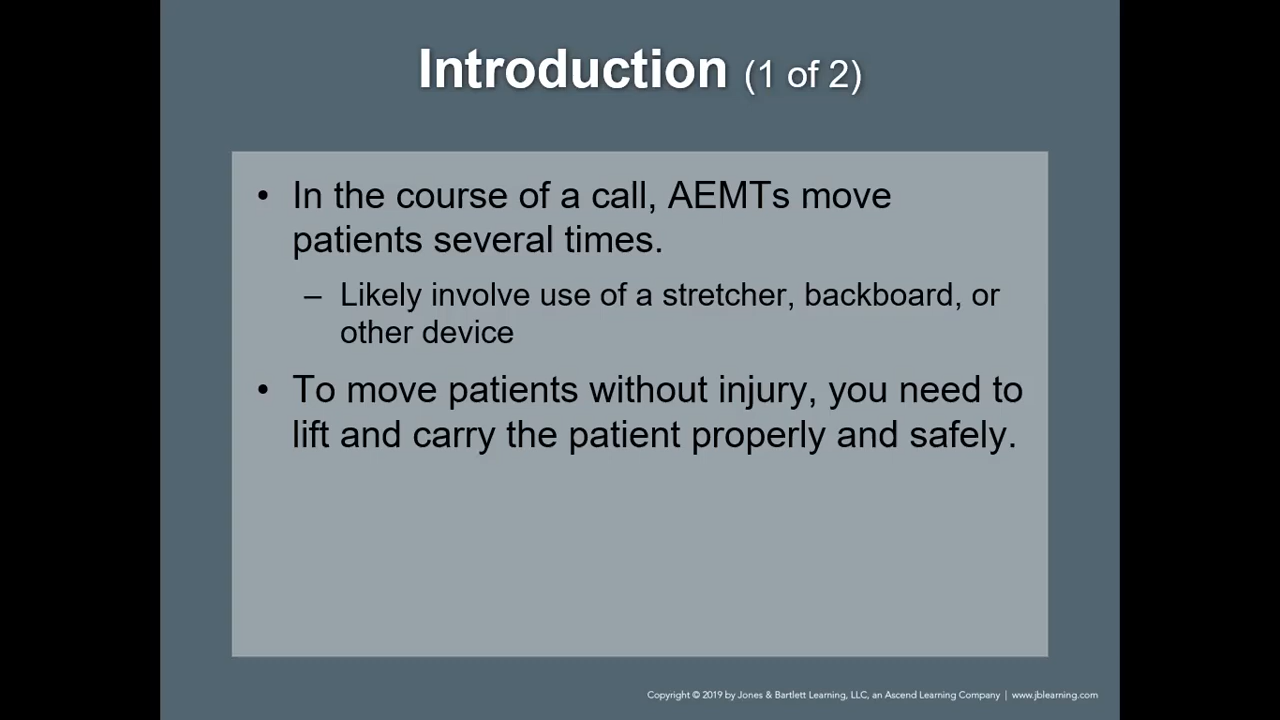 Introduction (1 of 2)
• In the course of a call, AEMTs move
patients several times.
– Likely involve use of a stretcher, backboard, or
other device
• To move patients without injury, you need to
lift and carry the patient properly and safely.
Copyright © 2019 by Jones & Bartlett Learning, LLC, an Ascend Learning Company | www.jblearning.com